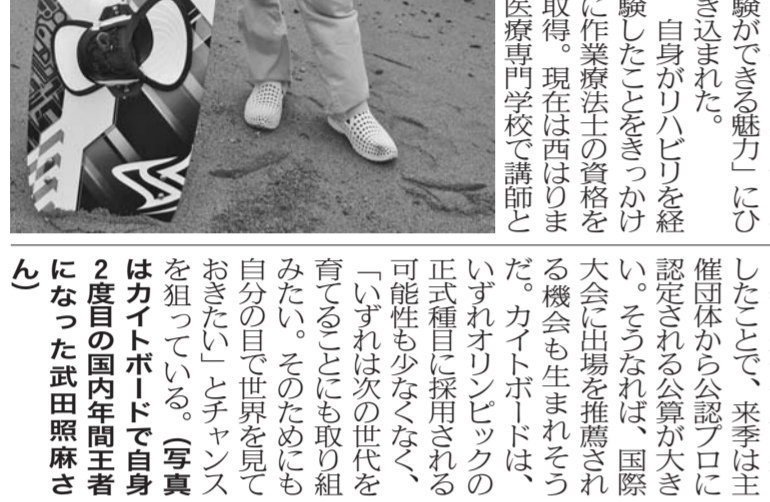 験ができる魅力」にひ
き込まれた。
自身がリハビリを経
験したことをきっかけ
に作業療法士の資格を
取得。現在は西はりま
医療専門学校で講師と
したことで、来季は主
催団体から公認プロに
認定される公算が大き
い。そうなれば、国際
大会に出場を推薦され
る機会も生まれそう
だ。カイトボードは、
いずれオリンピックの
正式種目に採用される
可能性も少なくなく、
「いずれは次の世代を
育てることにも取り組
みたい。そのためにも
自分の目で世界を見て
おきたい」とチャンス
を狙っている。(写真
はカイトボードで自身
2度目の国内年間王者
になった武田照麻さ
ん)